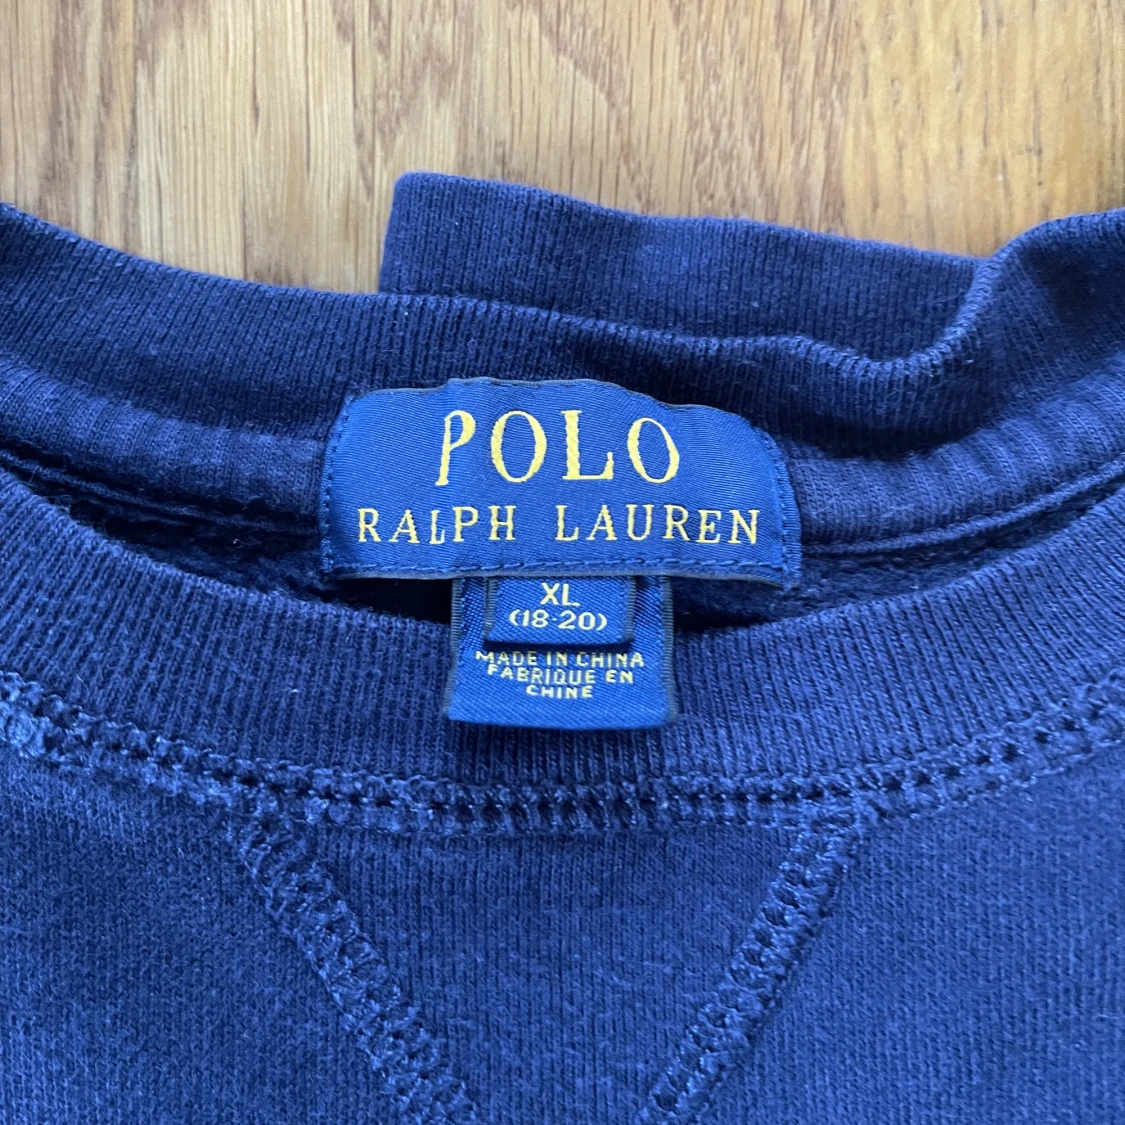 POLO
RALPH LAUREN
XL
(18-20)
MADE IN CHINA
FABRIQUE EN
CHINE